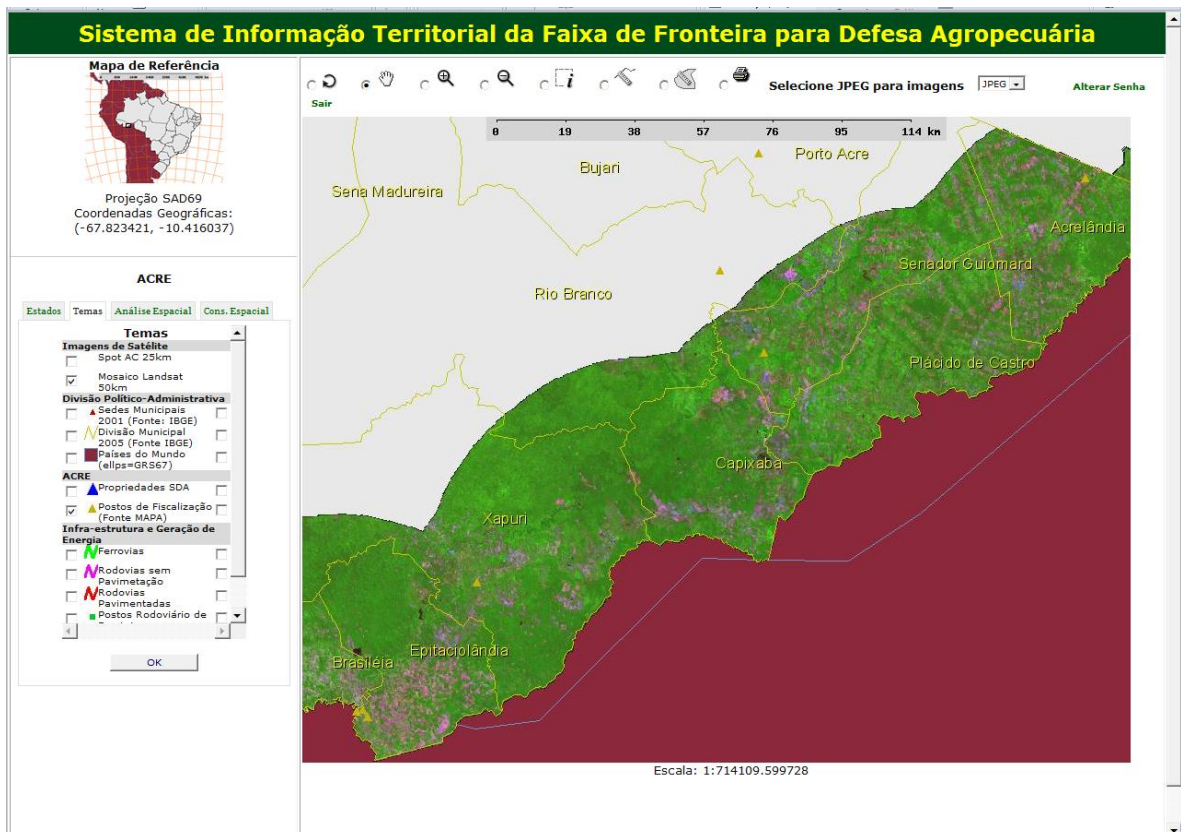 Sistema de Informação Territorial da Faixa de Fronteira para Defesa Agropecuária
Mapa de Referência
Projeção SAD69
Coordenadas Geográficas:
(-67.823421, -10.416037)
ACRE
Estados Temas Análise Espacial Cons. Espacial
Temas
Imagens de Satélite
Spot AC 25km
Mosaico Landsat
50km
Divisão Político-Administrativa
Sedes Municipais
2001 (Fonte: IBGE)
Divisão Municipal
2005 (Fonte IBGE)
Países do Mundo
(ellps=GRS67)
ACRE
Propriedades SDA
Postos de Fiscalização
(Fonte MAPA)
Infra-estrutura e Geração de
Energia
Ferrovias
Rodovias sem
Pavimetação
Rodovias
Pavimentadas
Postos Rodoviário de
OK
Selecione JPEG para imagens JPEG Alterar Senha
Sair
0 19 38 57 76 95 114 km
Bujari
Porto Acre
Sena Madureira
Acrelândia
Senador Guiomard
Rio Branco
Plácido de Castro
Capixaba
Xapuri
Epitaciolândia
Brasiléia
Escala: 1:714109.599728